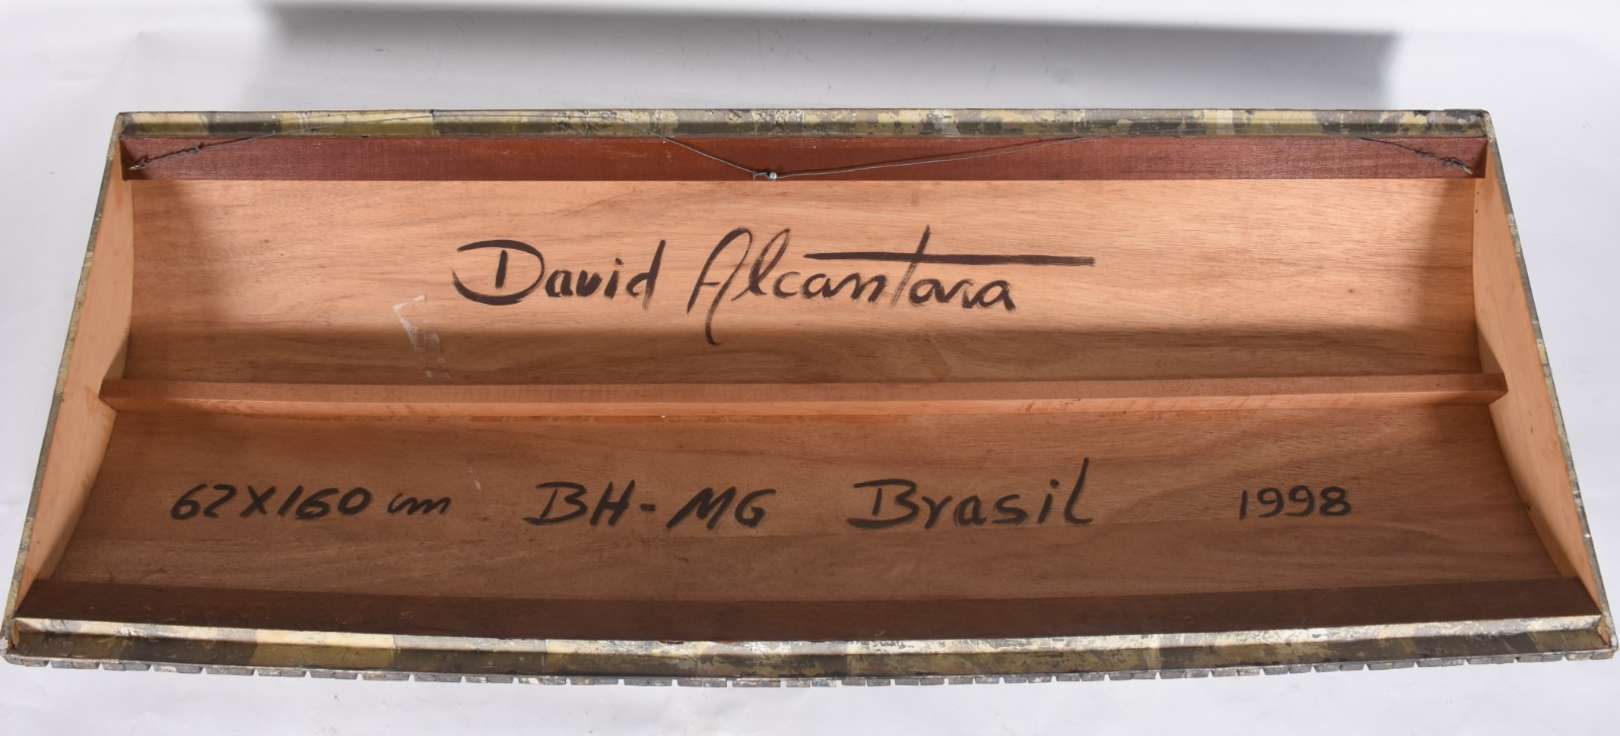 David Alcantara
62X160 cm BH-MG Brasil 1998